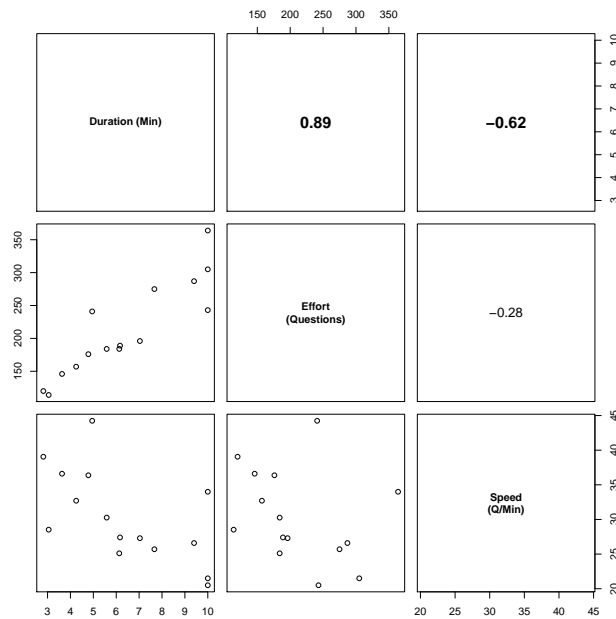 150 200 250 300 350
Duration (Min)
0.89
−0.62
3 4 5 6 7 8 9 10
150 200 250 300 350
Effort
(Questions)
−0.28
Speed
(Q/Min)
20 25 30 35 40 45
3 4 5 6 7 8 9 10
20 25 30 35 40 45